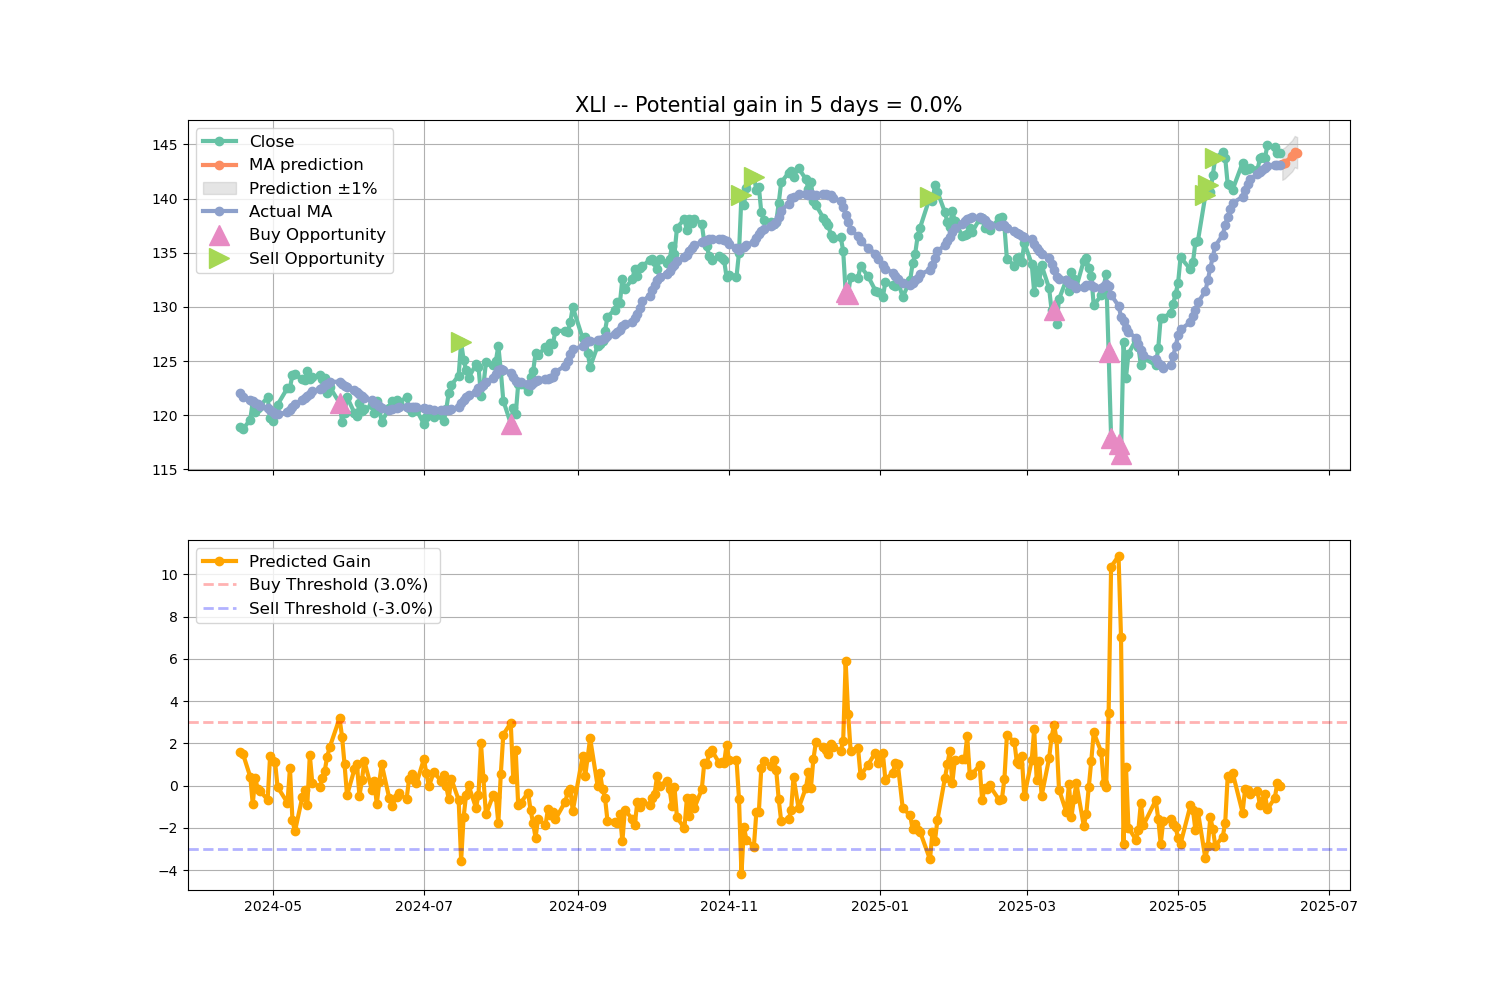 XLI -- Potential gain in 5 days = 0.0%
Close
MA prediction
Prediction ±1%
Actual MA
Buy Opportunity
Sell Opportunity
145
140
135
130
125
120
115
Predicted Gain
Buy Threshold (3.0%)
Sell Threshold (-3.0%)
10
8
6
4
2
0
−2
−4
2024-05
2024-07
2024-09
2024-11
2025-01
2025-03
2025-05
2025-07